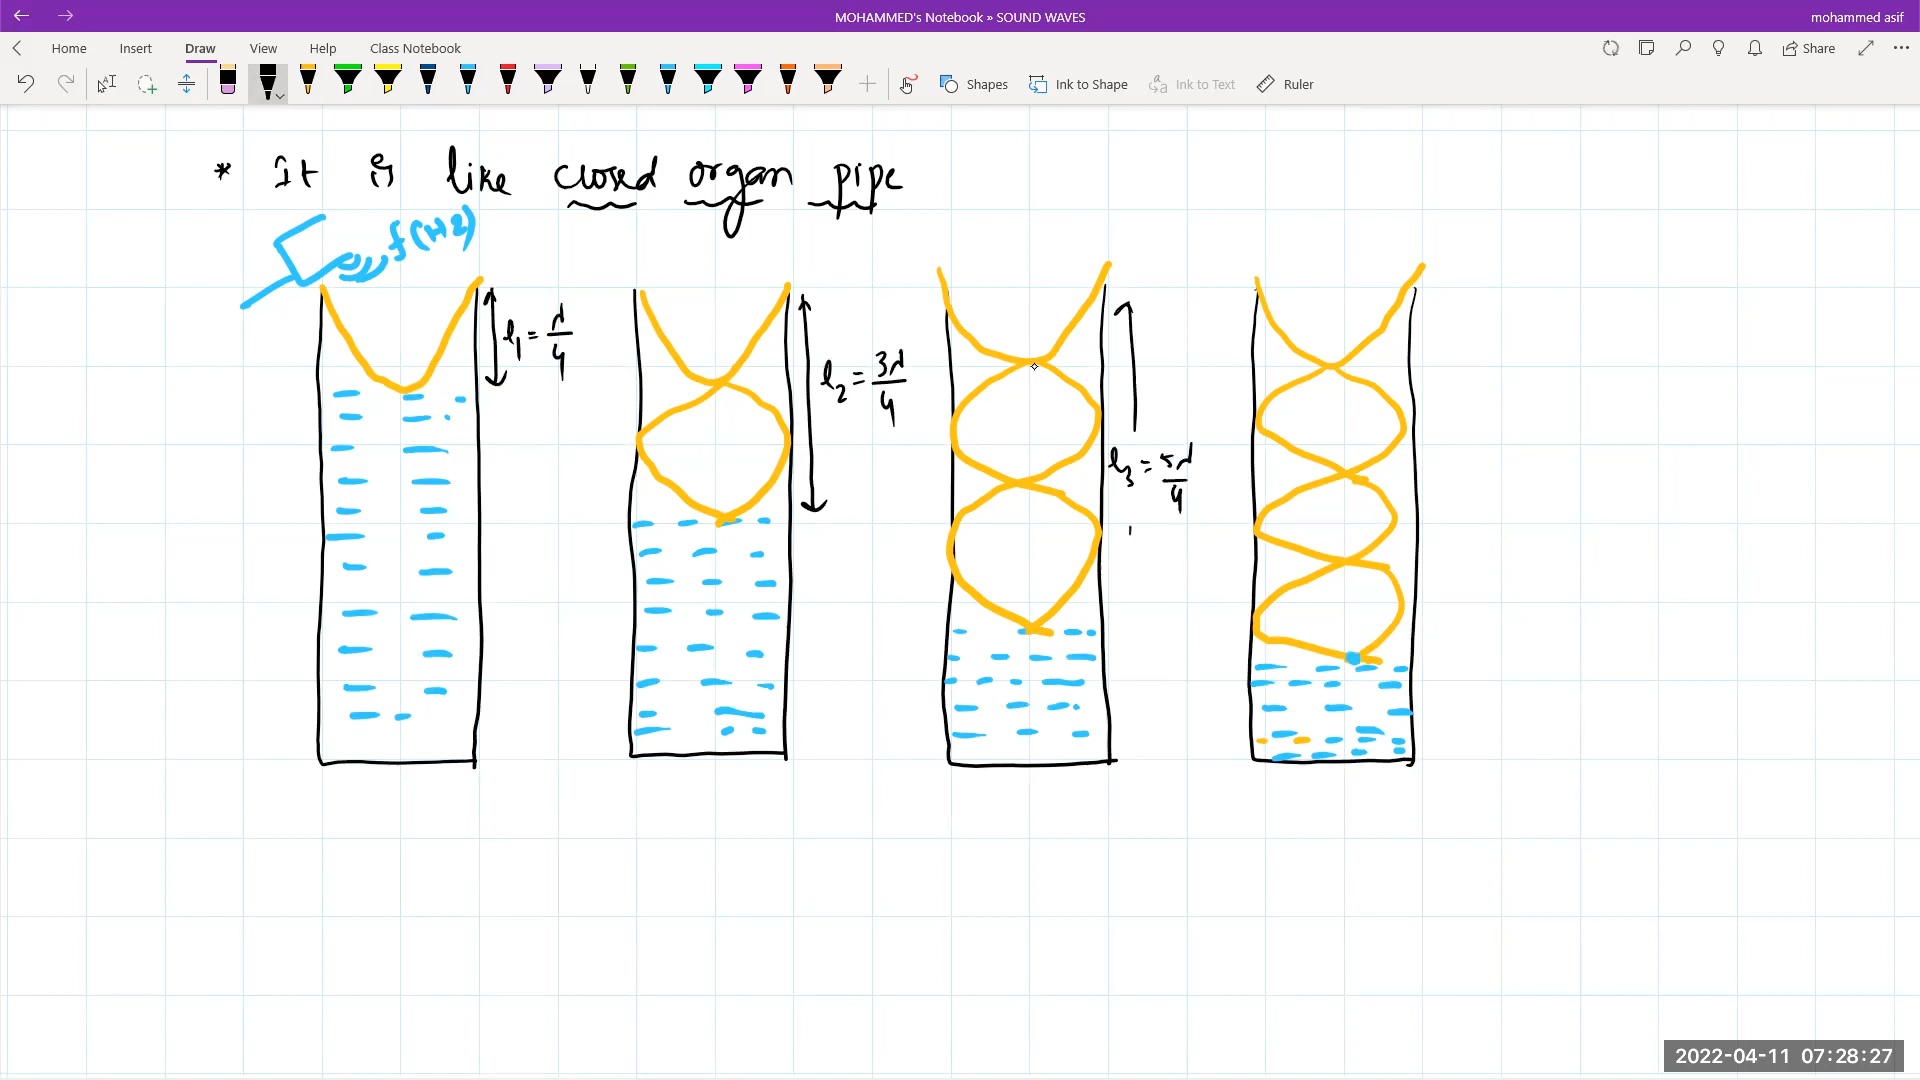 MOHAMMED's Notebook » SOUND WAVES
mohammed asif
Home Insert Draw View Help Class Notebook
Share
Shapes Ink to Shape Ink to Text Ruler
* It is like closed organ pipe
f(Hz)
l₁ = λ/4
l₂ = 3λ/4
l₃ = 5λ/4
2022-04-11 07:28:27